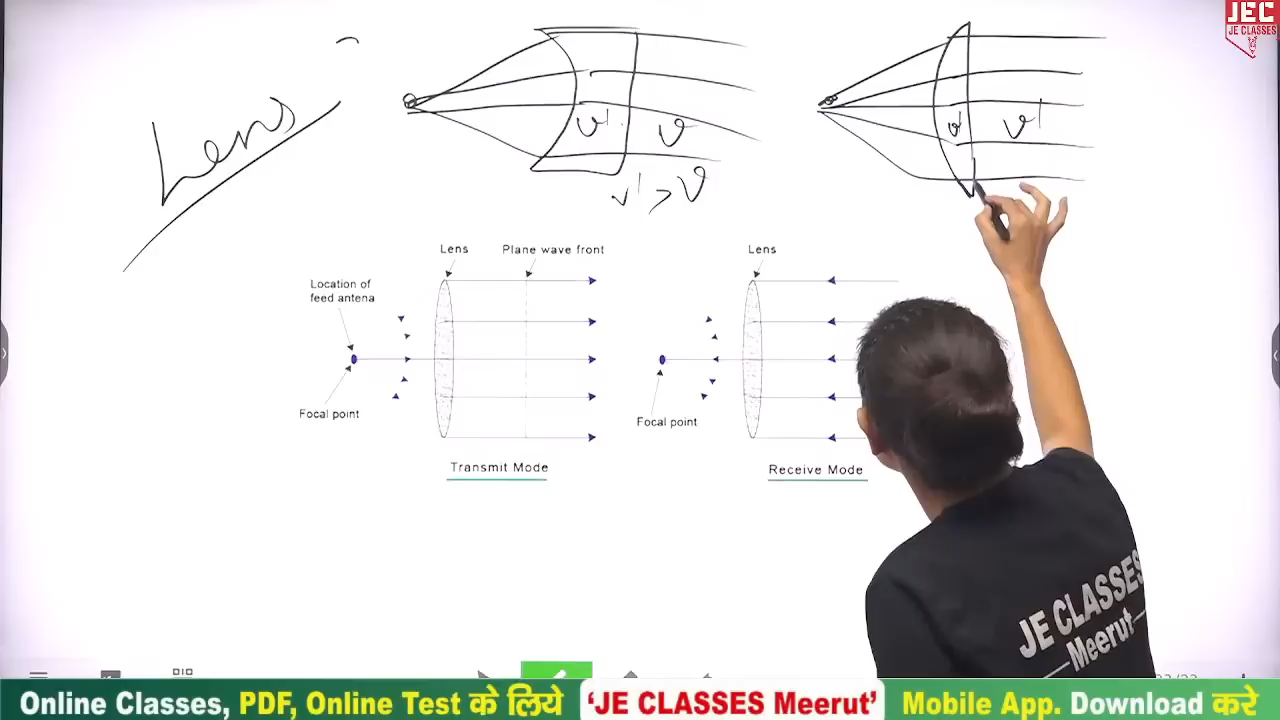 JEC
JE CLASSES
Lens
v'
v
v' > v
v'
Lens
Plane wave front
Location of
feed antena
Focal point
Transmit Mode
Lens
Focal point
Receive Mode
JE CLASSES
Meerut
Online Classes, PDF, Online Test के लिये 'JE CLASSES Meerut' Mobile App. Download करे